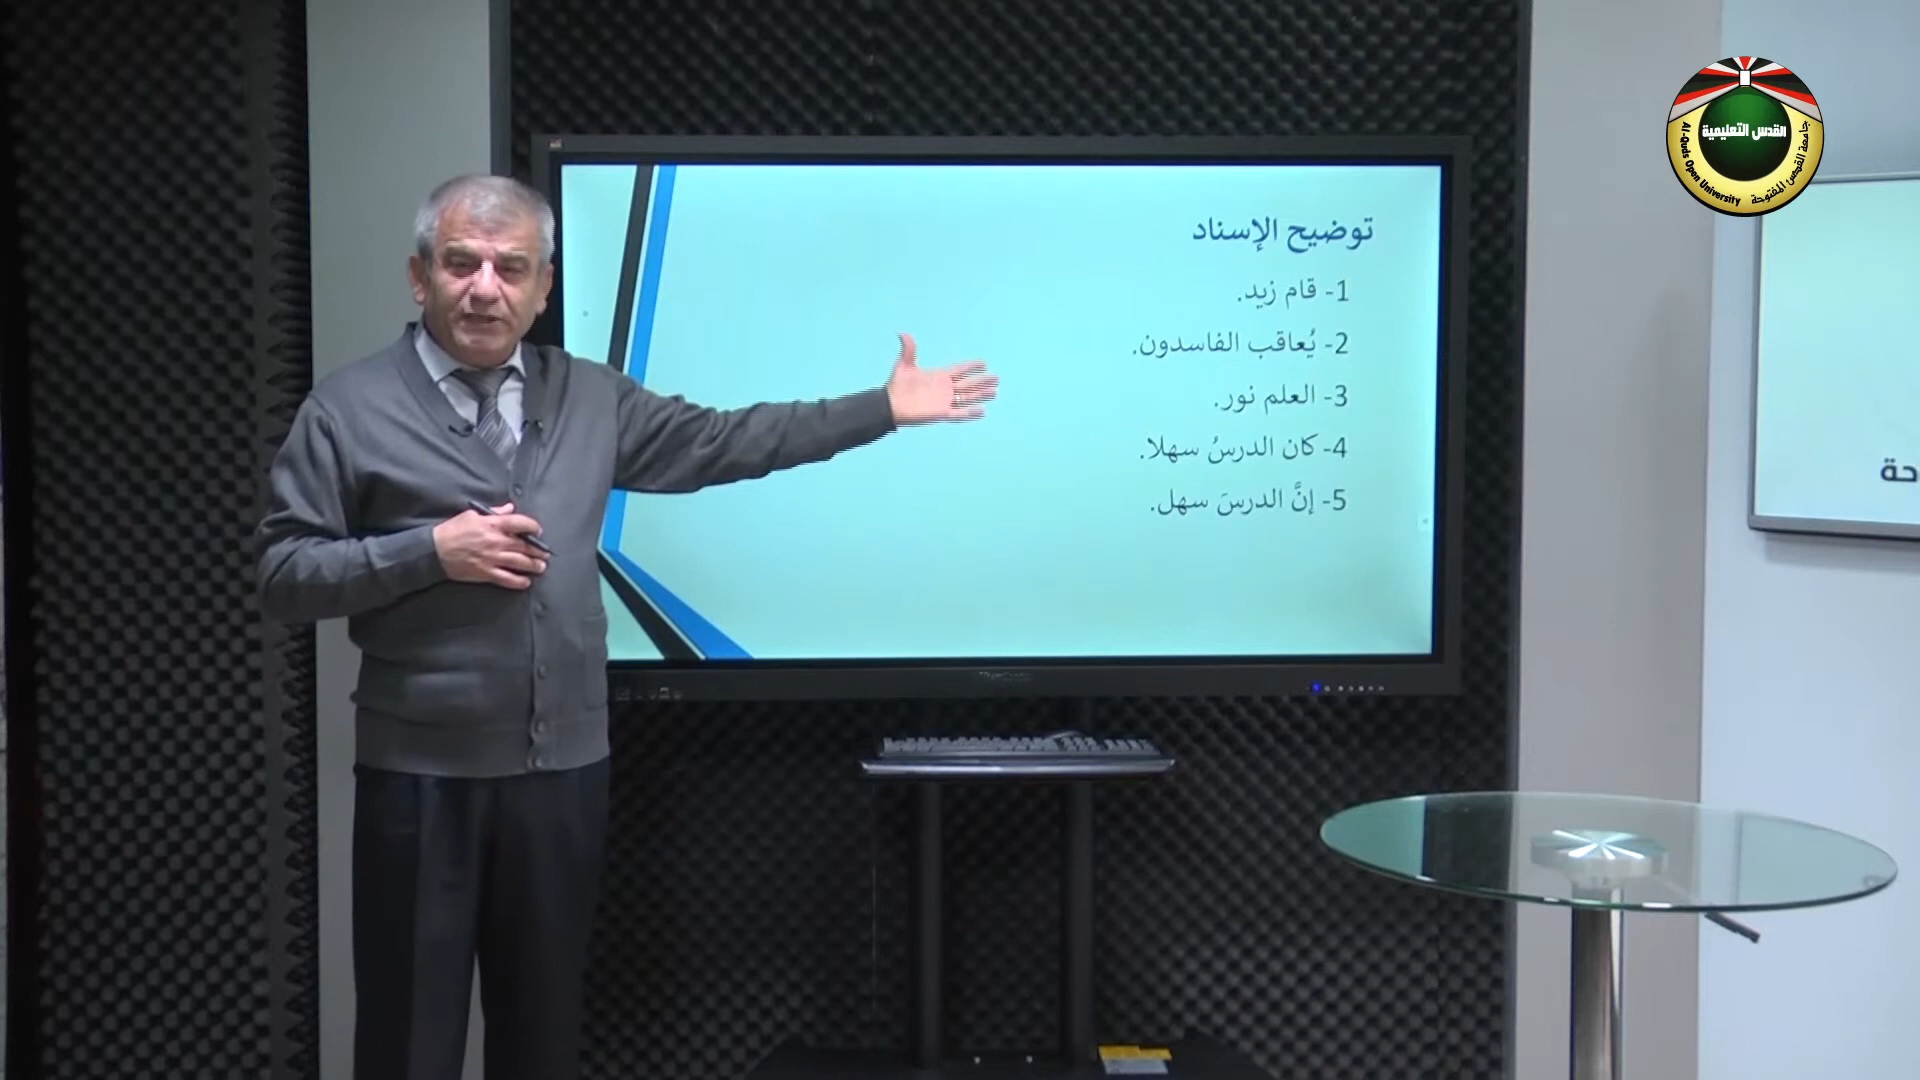 توضيح الإسناد
1- قام زيد.
2- يُعاقب الفاسدون.
3- العلم نور.
4- كان الدرسُ سهلا.
5- إنَّ الدرسَ سهل.
القدس التعليمية
Al-Quds Open University
جامعة القدس المفتوحة
حة